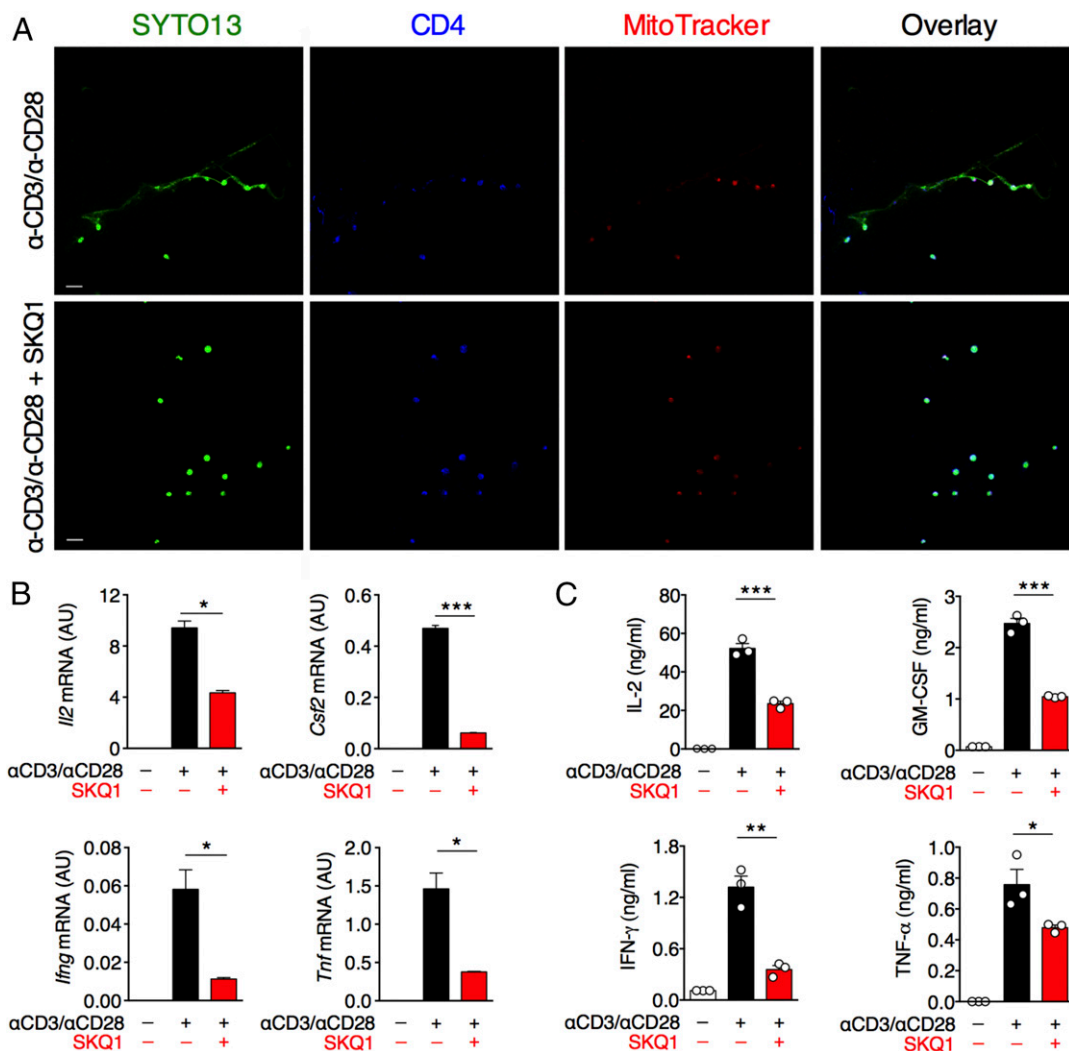 A
SYTO13 CD4 MitoTracker Overlay
α-CD3/α-CD28
α-CD3/α-CD28 + SKQ1
B
Il2 mRNA (AU)
12
8
4
0
*
αCD3/αCD28 – + +
SKQ1 – – +
Csf2 mRNA (AU)
0.6
0.4
0.2
0.0
***
αCD3/αCD28 – + +
SKQ1 – – +
Ifng mRNA (AU)
0.08
0.06
0.04
0.02
0.00
*
αCD3/αCD28 – + +
SKQ1 – – +
Tnf mRNA (AU)
2.0
1.5
1.0
0.5
0.0
*
αCD3/αCD28 – + +
SKQ1 – – +
C
IL-2 (ng/ml)
80
60
40
20
0
***
αCD3/αCD28 – + +
SKQ1 – – +
GM-CSF (ng/ml)
3
2
1
0
***
αCD3/αCD28 – + +
SKQ1 – – +
IFN-γ (ng/ml)
1.8
1.2
0.6
0.0
**
αCD3/αCD28 – + +
SKQ1 – – +
TNF-α (ng/ml)
1.0
0.8
0.6
0.4
0.2
0.0
*
αCD3/αCD28 – + +
SKQ1 – – +